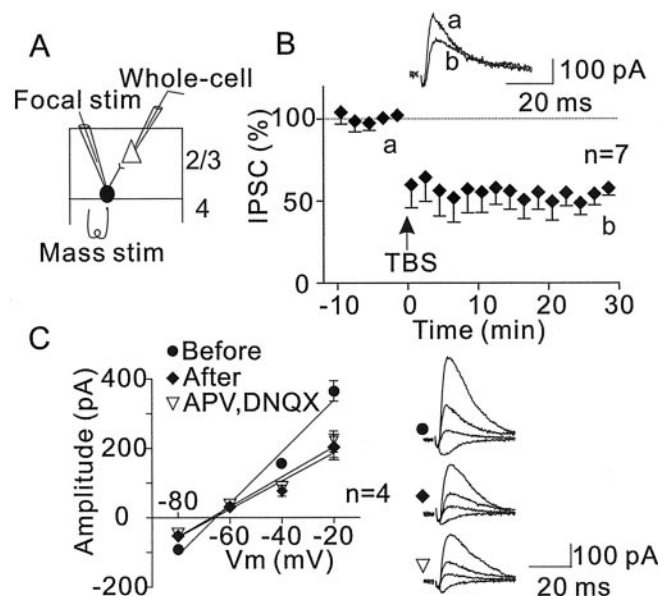 A
Whole-cell
Focal stim
2/3
4
Mass stim
B
a
b
100 pA
20 ms
IPSC (%)
100
50
0
a
n=7
b
TBS
-10 0 10 20 30
Time (min)
C
Before
After
APV,DNQX
Amplitude (pA)
400
200
0
-200
-80
-60 -40 -20
Vm (mV)
n=4
100 pA
20 ms